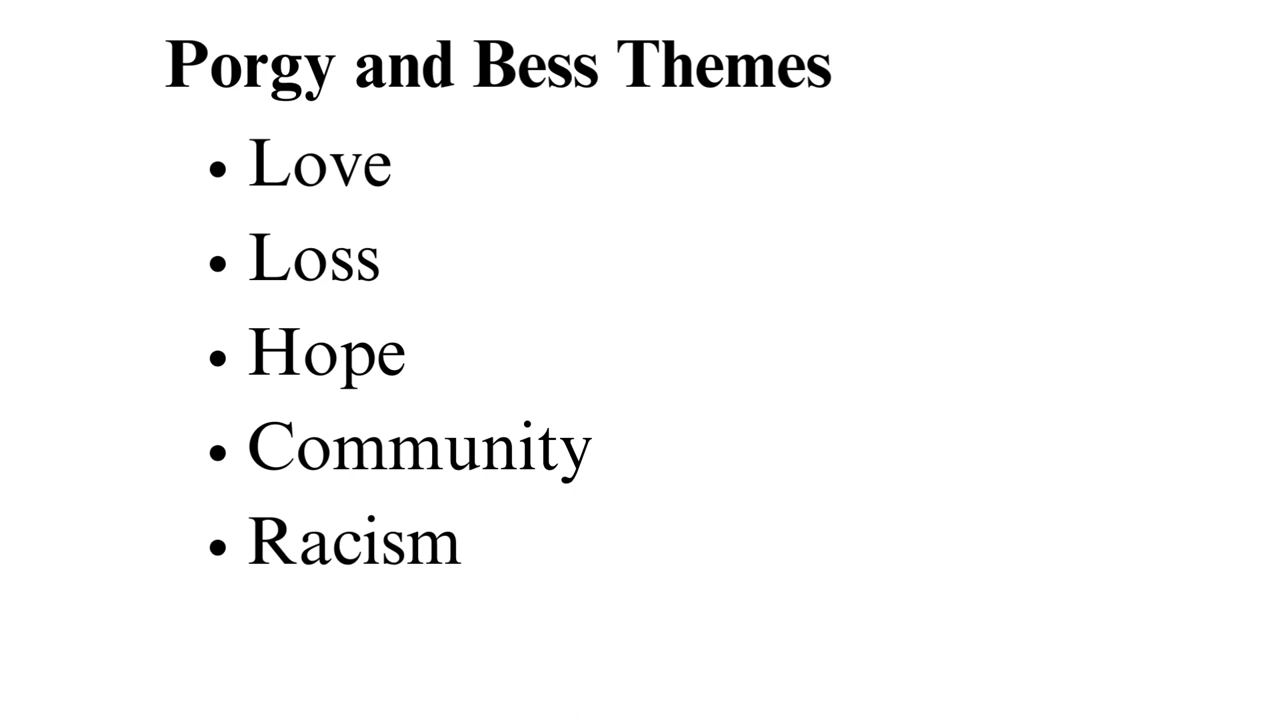 Porgy and Bess Themes
• Love
• Loss
• Hope
• Community
• Racism